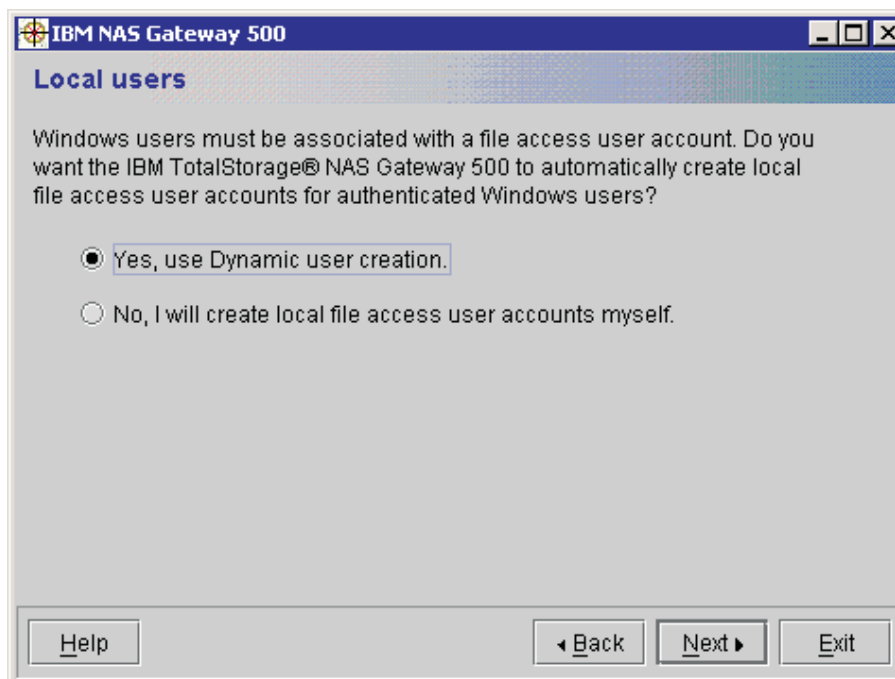 IBM NAS Gateway 500
Local users
Windows users must be associated with a file access user account. Do you
want the IBM TotalStorage® NAS Gateway 500 to automatically create local
file access user accounts for authenticated Windows users?
Yes, use Dynamic user creation.
No, I will create local file access user accounts myself.
Help
Back
Next
Exit